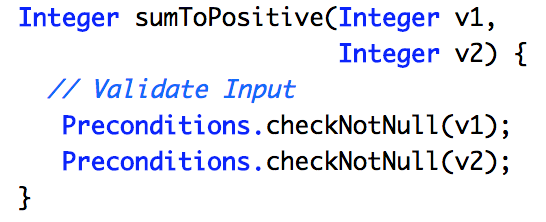 Integer sumToPositive(Integer v1,
Integer v2) {
// Validate Input
Preconditions.checkNotNull(v1);
Preconditions.checkNotNull(v2);
}